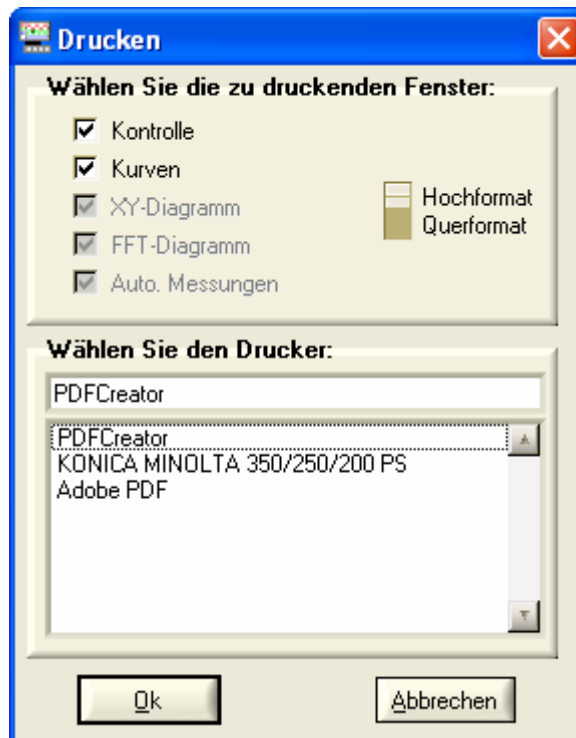 Drucken
Wählen Sie die zu druckenden Fenster:
Kontrolle
Kurven
XY-Diagramm
FFT-Diagramm
Auto. Messungen
Hochformat
Querformat
Wählen Sie den Drucker:
PDFCreator
PDFCreator
KONICA MINOLTA 350/250/200 PS
Adobe PDF
Ok
Abbrechen